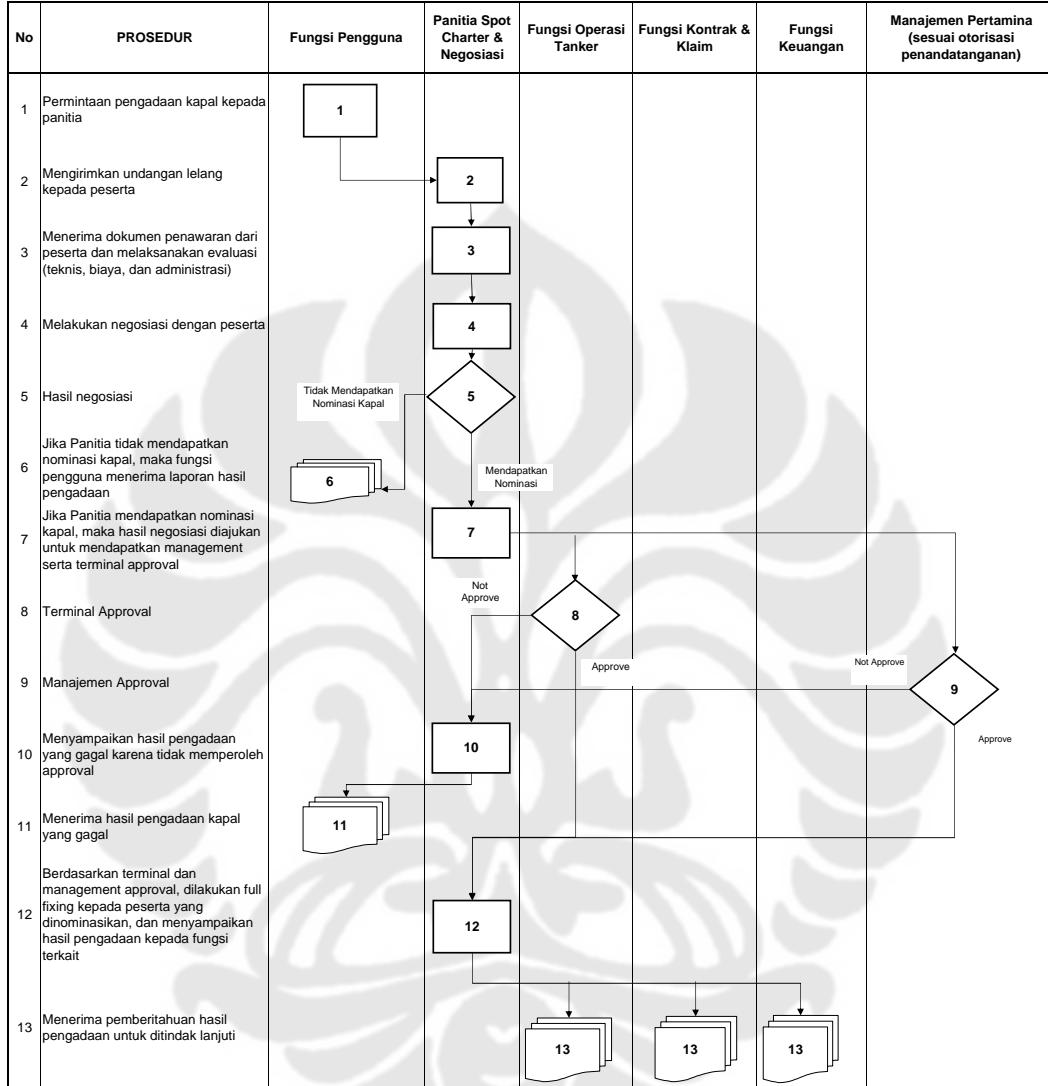 No
PROSEDUR
Fungsi Pengguna
Panitia Spot
Charter &
Negosiasi
Fungsi Operasi
Tanker
Fungsi Kontrak &
Klaim
Fungsi
Keuangan
Manajemen Pertamina
(sesuai otorisasi
penandatanganan)
1
Permintaan pengadaan kapal kepada
panitia
1
2
Mengirimkan undangan lelang
kepada peserta
2
3
Menerima dokumen penawaran dari
peserta dan melaksanakan evaluasi
(teknis, biaya, dan administrasi)
3
4
Melakukan negosiasi dengan peserta
4
5
Hasil negosiasi
Tidak Mendapatkan
Nominasi Kapal
5
6
Jika Panitia tidak mendapatkan
nominasi kapal, maka fungsi
pengguna menerima laporan hasil
pengadaan
6
Mendapatkan
Nominasi
7
Jika Panitia mendapatkan nominasi
kapal, maka hasil negosiasi diajukan
untuk mendapatkan management
serta terminal approval
7
8
Terminal Approval
Not
Approve
8
Approve
9
Manajemen Approval
Not Approve
9
Approve
10
Menyampaikan hasil pengadaan
yang gagal karena tidak memperoleh
approval
10
11
Menerima hasil pengadaan kapal
yang gagal
11
12
Berdasarkan terminal dan
management approval, dilakukan full
fixing kepada peserta yang
dinominasikan, dan menyampaikan
hasil pengadaan kepada fungsi
terkait
12
13
Menerima pemberitahuan hasil
pengadaan untuk ditindak lanjuti
13
13
13